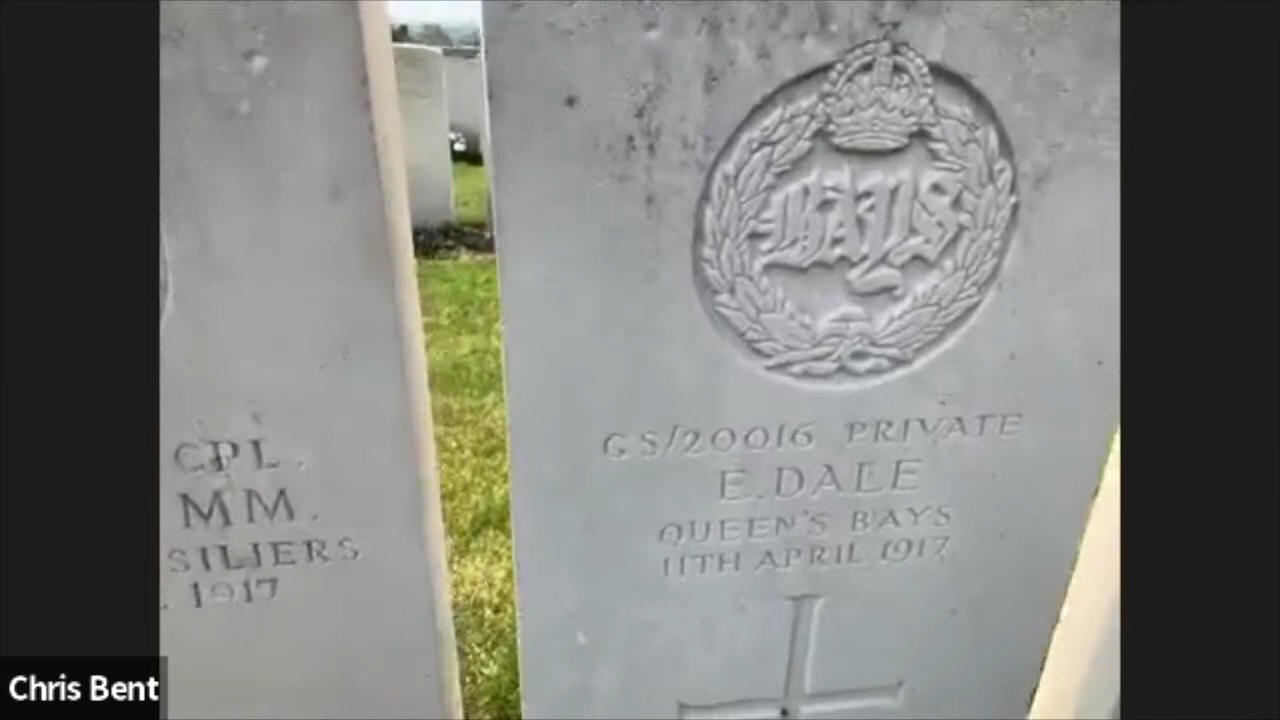 CPL.
MM.
SILIERS
. 1917
BAYS
GS/20016 PRIVATE
E. DALE
QUEEN'S BAYS
11TH APRIL 1917
Chris Bent